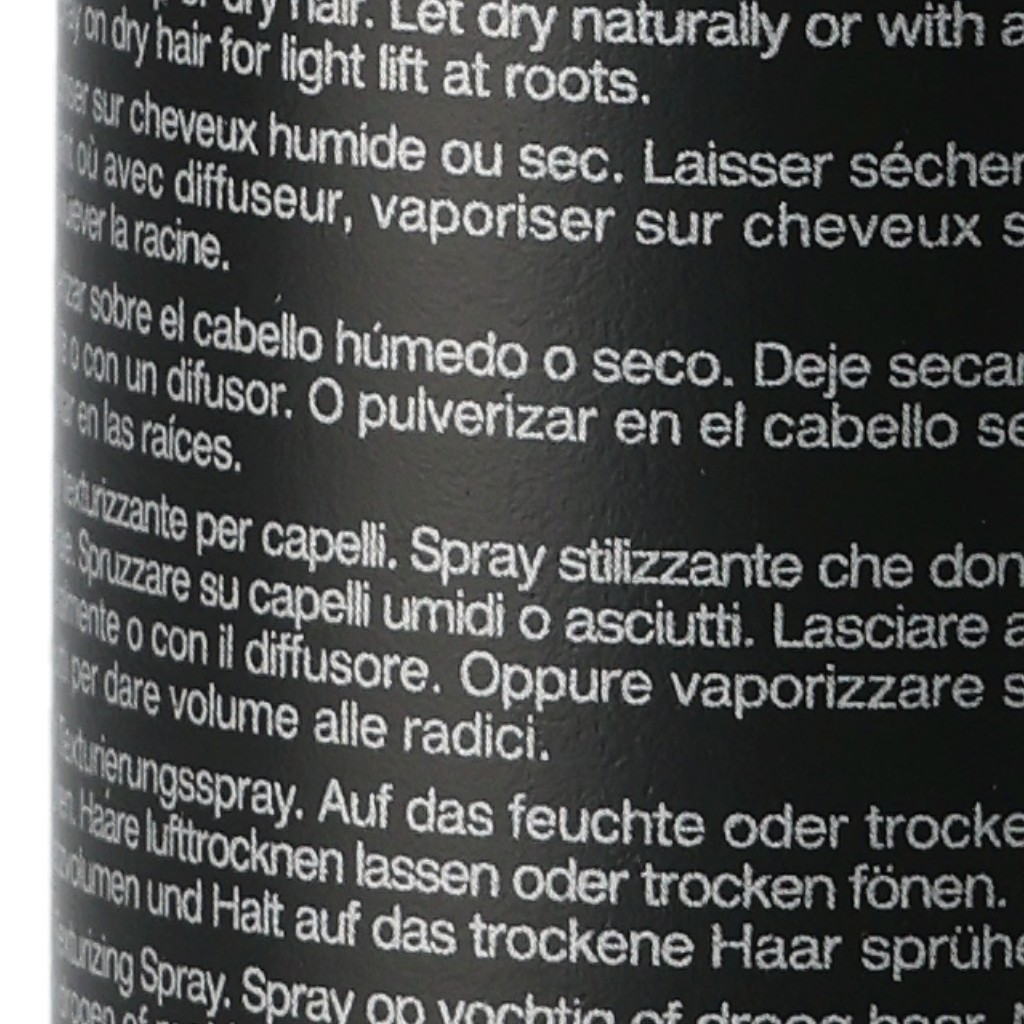 dry hair. Let dry naturally or with a
on dry hair for light lift at roots.
sur cheveux humide ou sec. Laisser sécher
où avec diffuseur, vaporiser sur cheveux s
la racine.
sobre el cabello húmedo o seco. Deje secar
o con un difusor. O pulverizar en el cabello se
en las raíces.
texturizzante per capelli. Spray stilizzante che don
Spruzzare su capelli umidi o asciutti. Lasciare a
o con il diffusore. Oppure vaporizzare s
per dare volume alle radici.
Texturierungsspray. Auf das feuchte oder trocke
Haare lufttrocknen lassen oder trocken fönen.
und Halt auf das trockene Haar sprühe
Texturizing Spray. Spray op vochtig of droog haar.